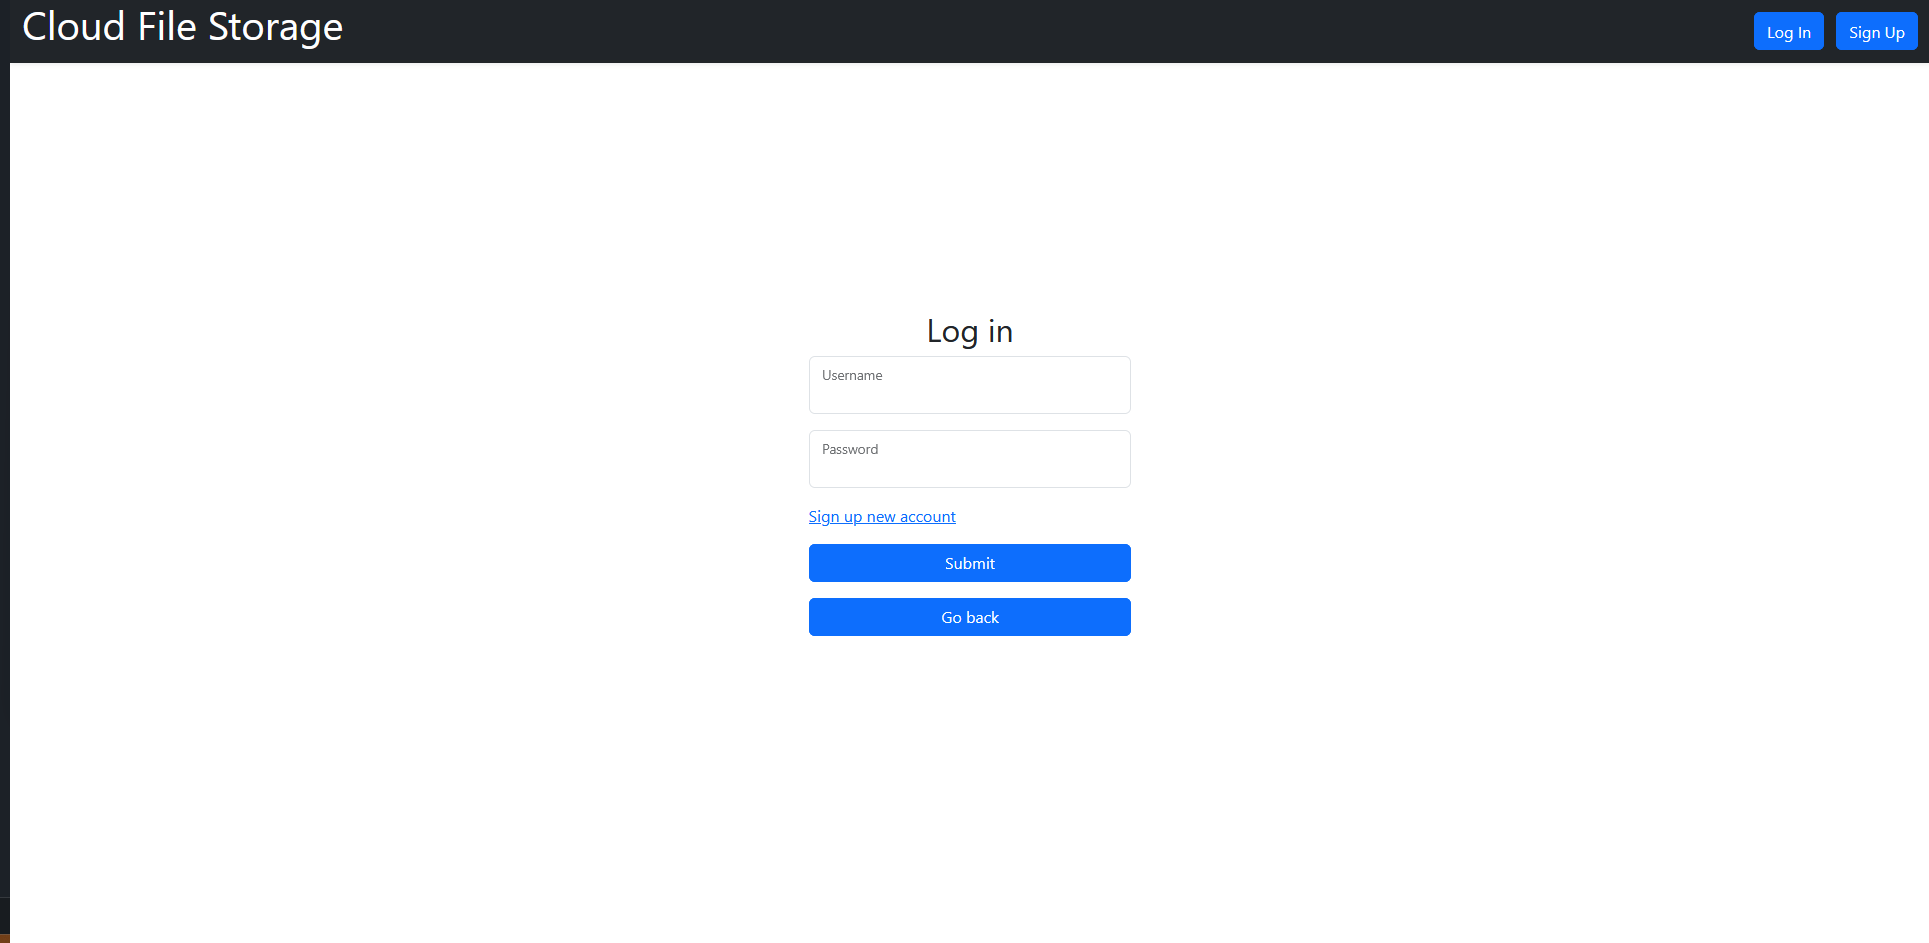 Cloud File Storage
Log In
Sign Up
Log in
Username
Password
Sign up new account
Submit
Go back